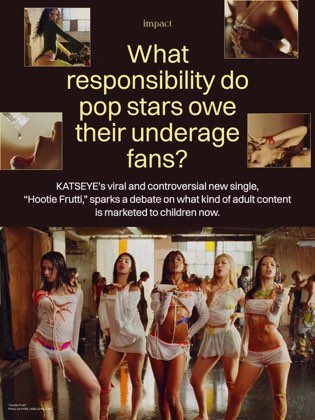 impact
What
responsibility do
pop stars owe
their underage
fans?
KATSEYE's viral and controversial new single,
"Hootie Frutti," sparks a debate on what kind of adult content
is marketed to children now.